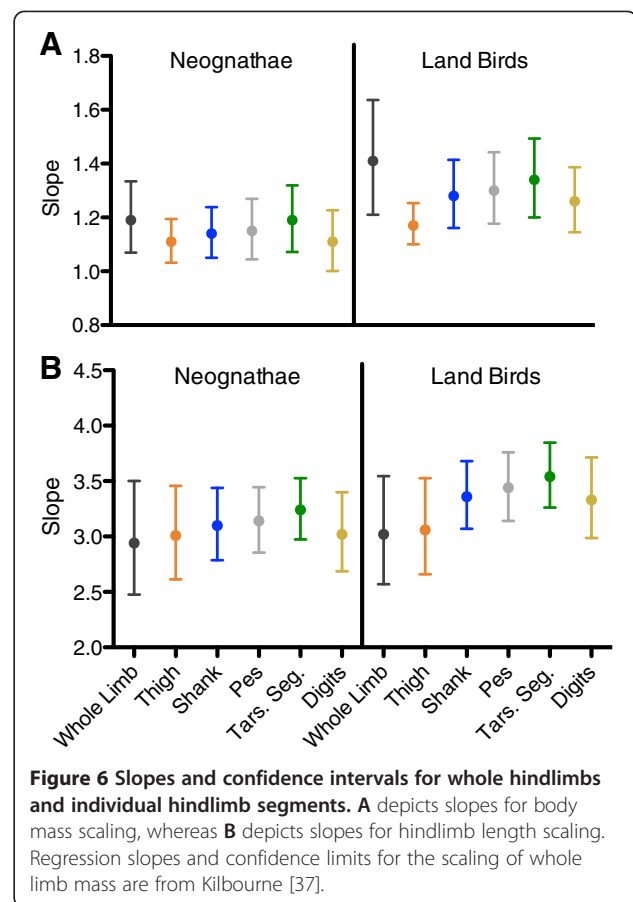 A
Neognathae
Land Birds
1.8
1.6
1.4
1.2
1.0
0.8
Slope
B
Neognathae
Land Birds
4.5
4.0
3.5
3.0
2.5
2.0
Slope
Whole Limb
Thigh
Shank
Pes
Tars. Seg.
Digits
Whole Limb
Thigh
Shank
Pes
Tars. Seg.
Digits
Figure 6 Slopes and confidence intervals for whole hindlimbs
and individual hindlimb segments. A depicts slopes for body
mass scaling, whereas B depicts slopes for hindlimb length scaling.
Regression slopes and confidence limits for the scaling of whole
limb mass are from Kilbourne [37].